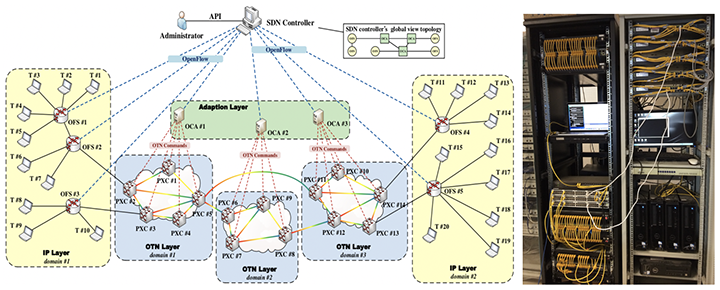 API
Administrator
SDN Controller
SDN controller's global view topology
OpenFlow
OpenFlow
T #3
T #2
T #1
T #4
OFS #1
T #5
OFS #2
T #6
T #7
OFS #3
T #8
T #9
T #10
IP Layer
domain #1
Adaption Layer
OCA #1
OCA #2
OCA #31
OTN Commands
OTN Commands
OTN Commands
PXC #1
PXC #2
PXC #3
PXC #4
PXC #5
OTN Layer
domain #1
PXC #6
PXC #9
PXC #7
PXC #8
OTN Layer
domain #2
PXC #10
PXC #11
PXC #14
PXC #12
PXC #13
OTN Layer
domain #3
T #11
T #12
T #13
T #14
OFS #4
T #15
T #16
OFS #5
T #17
T #18
T #20
T #19
IP Layer
domain #2